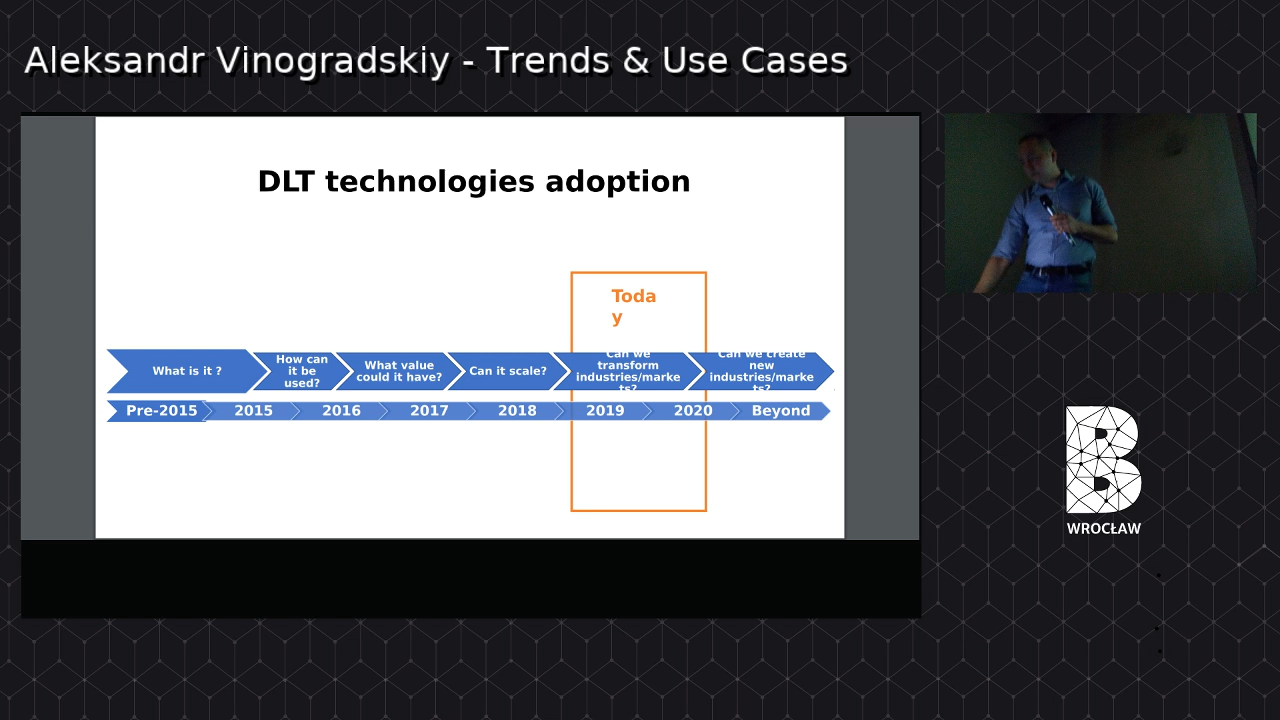 Aleksandr Vinogradskiy - Trends & Use Cases
DLT technologies adoption
Toda
y
What is it ?
How can
it be
used?
What value
could it have?
Can it scale?
Can we
transform
industries/marke
ts?
Can we create
new
industries/marke
ts?
Pre-2015
2015
2016
2017
2018
2019
2020
Beyond
B
WROCŁAW